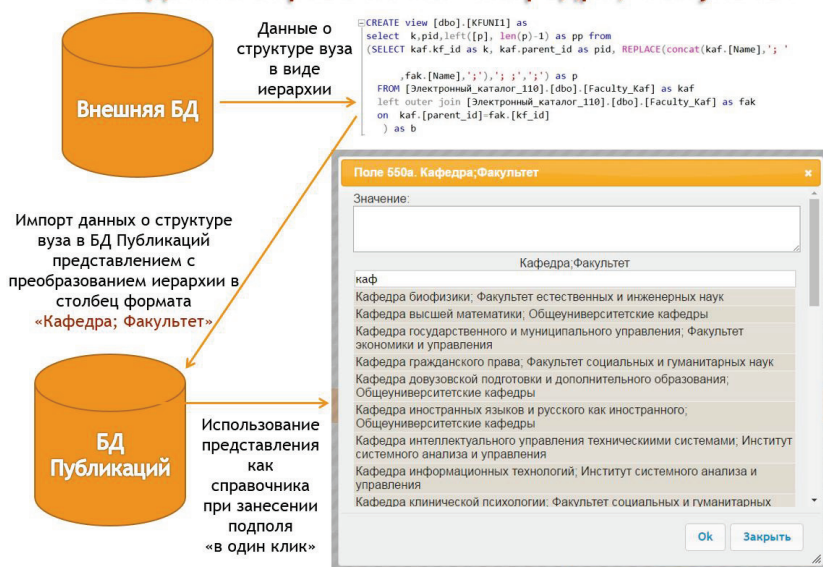 Данные о
структуре вуза
в виде
иерархии
CREATE view [dbo].[KFUNI1] as
select k,pid,left([p], len(p)-1) as pp from
(SELECT kaf.kf_id as k, kaf.parent_id as pid, REPLACE(concat(kaf.[Name],'; '
,fak.[Name],';'),'; ;',';') as p
FROM [Электронный_каталог_110].[dbo].[Faculty_Kaf] as kaf
left outer join [Электронный_каталог_110].[dbo].[Faculty_Kaf] as fak
on kaf.[parent_id]=fak.[kf_id]
) as b
Внешняя БД
Импорт данных о структуре
вуза в БД Публикаций
представлением с
преобразованием иерархии в
столбец формата
«Кафедра; Факультет»
Поле 550a. Кафедра;Факультет
Значение:
Кафедра;Факультет
каф
Кафедра биофизики; Факультет естественных и инженерных наук
Кафедра высшей математики; Общеуниверситетские кафедры
Кафедра государственного и муниципального управления; Факультет
экономики и управления
Кафедра гражданского права; Факультет социальных и гуманитарных наук
Кафедра довузовской подготовки и дополнительного образования;
Общеуниверситетские кафедры
Кафедра иностранных языков и русского как иностранного;
Общеуниверситетские кафедры
Кафедра интеллектуального управления техническиими системами; Институт
системного анализа и управления
Кафедра информационных технологий; Институт системного анализа и
управления
Кафедра клинической психологии; Факультет социальных и гуманитарных
Ok
Закрыть
БД
Публикаций
Использование
представления
как
справочника
при занесении
подполя
«в один клик»